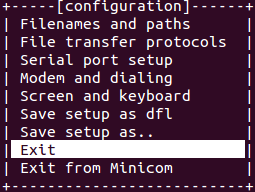 +-----[configuration]------+
| Filenames and paths      |
| File transfer protocols  |
| Serial port setup        |
| Modem and dialing        |
| Screen and keyboard      |
| Save setup as dfl        |
| Save setup as..          |
| Exit                     |
| Exit from Minicom        |
+--------------------------+